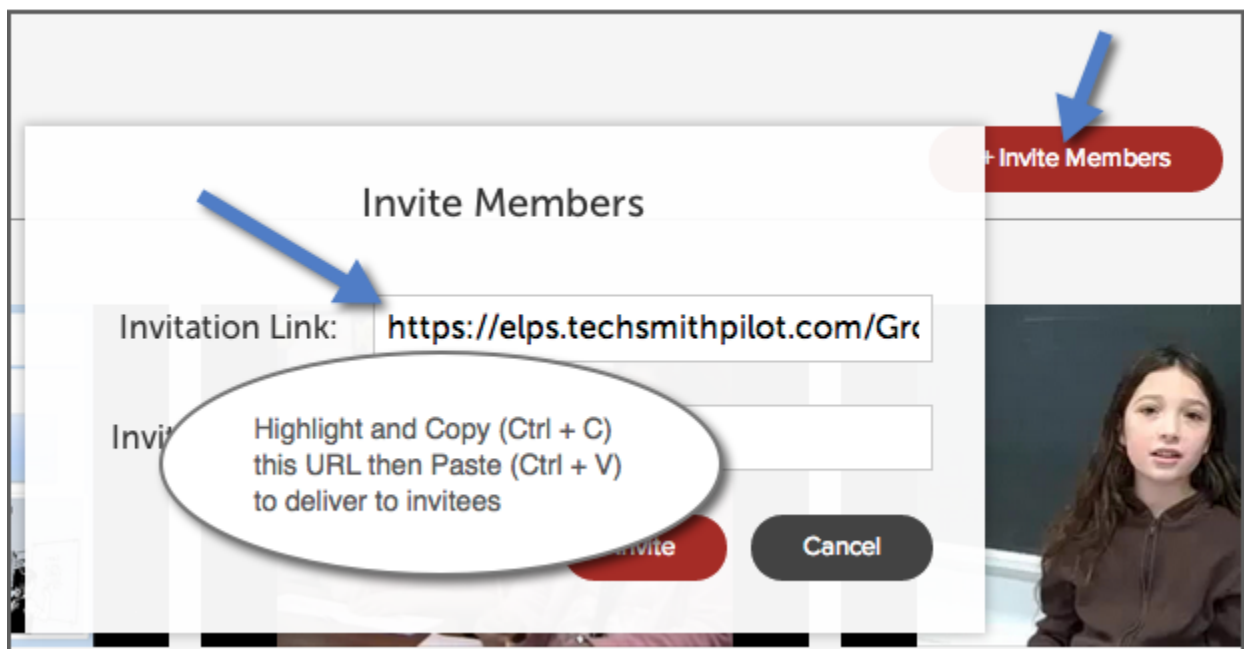 + Invite Members
Invite Members
Invitation Link: https://elps.techsmithpilot.com/Gro
Highlight and Copy (Ctrl + C)
this URL then Paste (Ctrl + V)
to deliver to invitees
Cancel